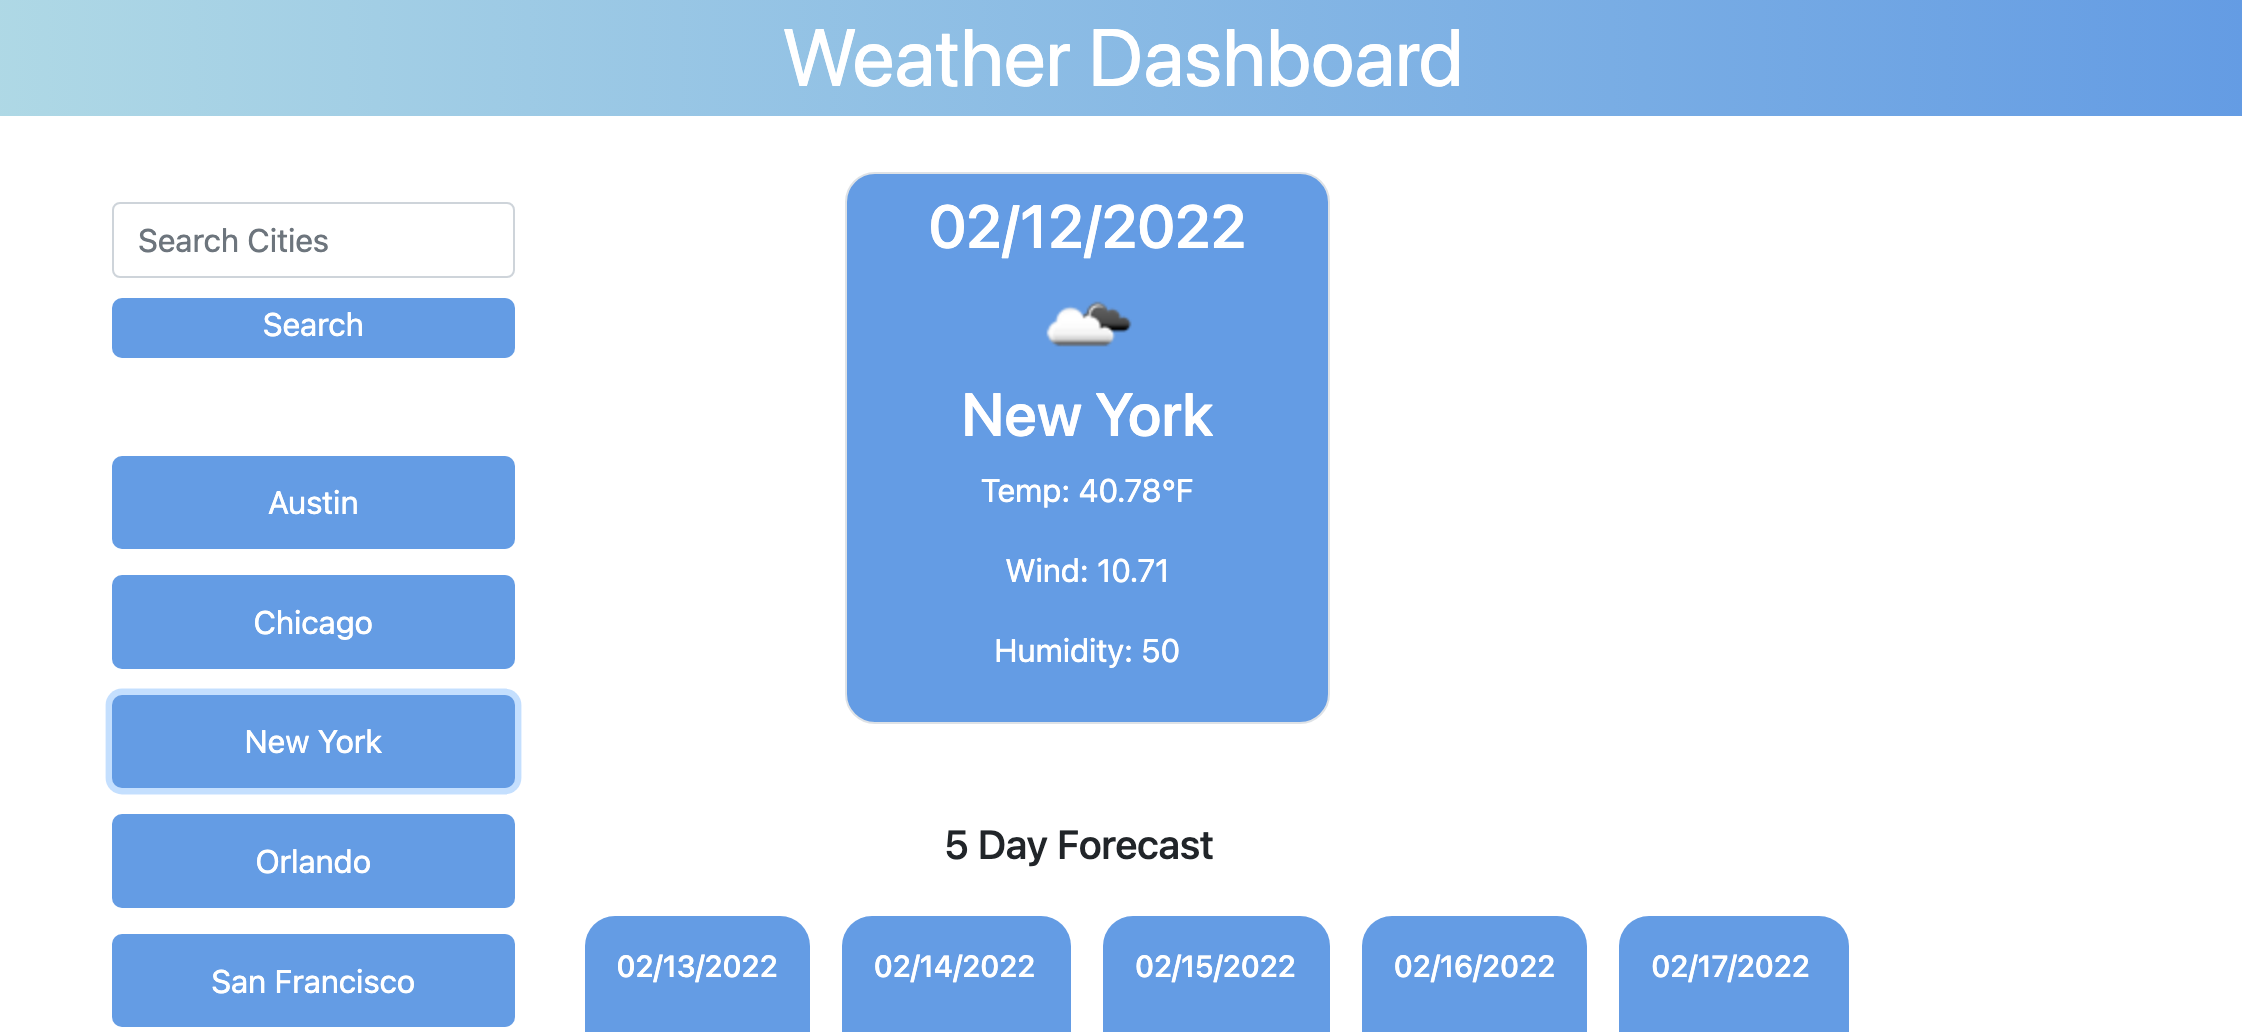 Weather Dashboard
Search Cities
Search
Austin
Chicago
New York
Orlando
San Francisco
02/12/2022
New York
Temp: 40.78°F
Wind: 10.71
Humidity: 50
5 Day Forecast
02/13/2022
02/14/2022
02/15/2022
02/16/2022
02/17/2022